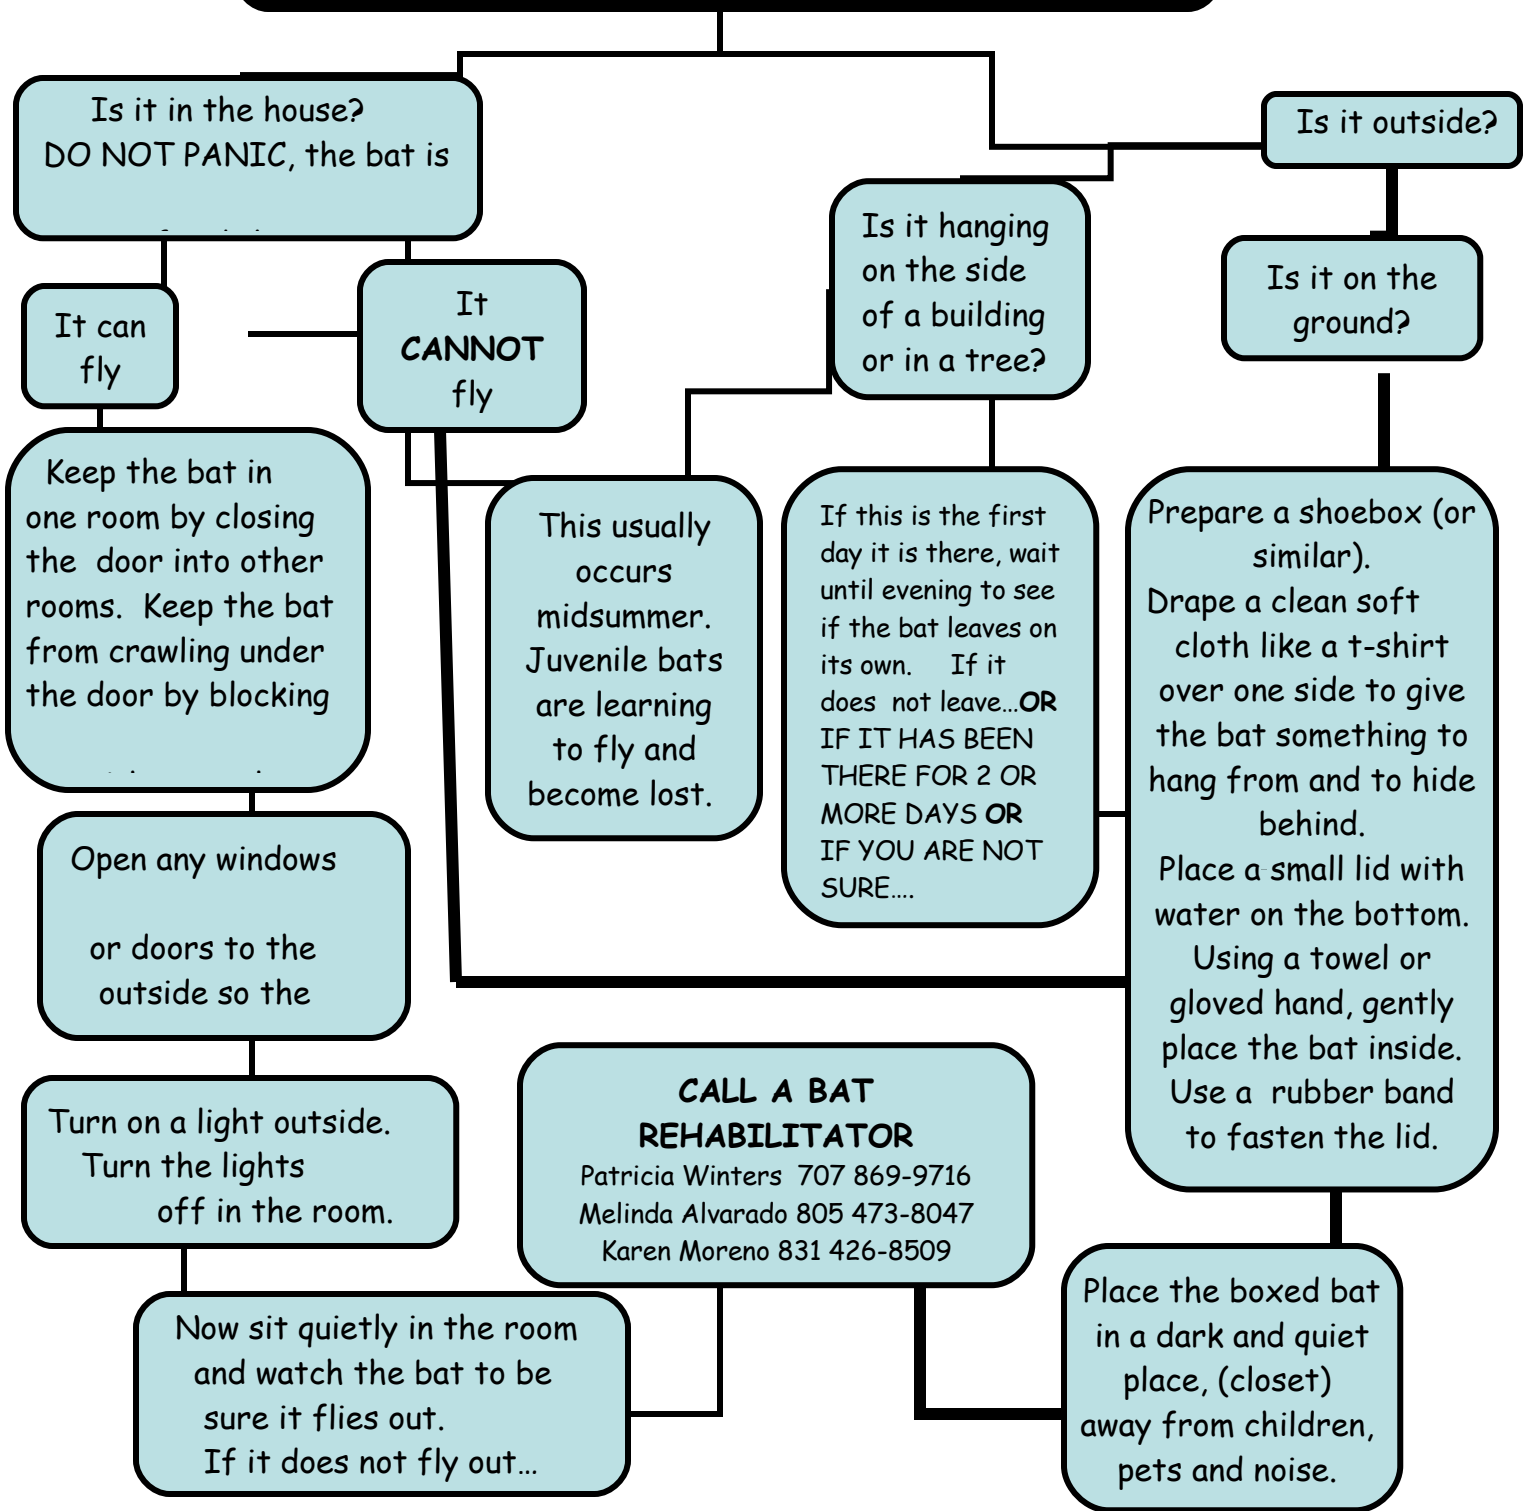 Is it in the house?
DO NOT PANIC, the bat is
Is it outside?
Is it hanging
on the side
of a building
or in a tree?
Is it on the
ground?
It can
fly
It
CANNOT
fly
Keep the bat in
one room by closing
the door into other
rooms. Keep the bat
from crawling under
the door by blocking
This usually
occurs
midsummer.
Juvenile bats
are learning
to fly and
become lost.
If this is the first
day it is there, wait
until evening to see
if the bat leaves on
its own. If it
does not leave…OR
IF IT HAS BEEN
THERE FOR 2 OR
MORE DAYS OR
IF YOU ARE NOT
SURE….
Prepare a shoebox (or
similar).
Drape a clean soft
cloth like a t-shirt
over one side to give
the bat something to
hang from and to hide
behind.
Place a small lid with
water on the bottom.
Using a towel or
gloved hand, gently
place the bat inside.
Use a rubber band
to fasten the lid.
Open any windows
or doors to the
outside so the
Turn on a light outside.
Turn the lights
off in the room.
CALL A BAT
REHABILITATOR
Patricia Winters 707 869-9716
Melinda Alvarado 805 473-8047
Karen Moreno 831 426-8509
Now sit quietly in the room
and watch the bat to be
sure it flies out.
If it does not fly out…
Place the boxed bat
in a dark and quiet
place, (closet)
away from children,
pets and noise.